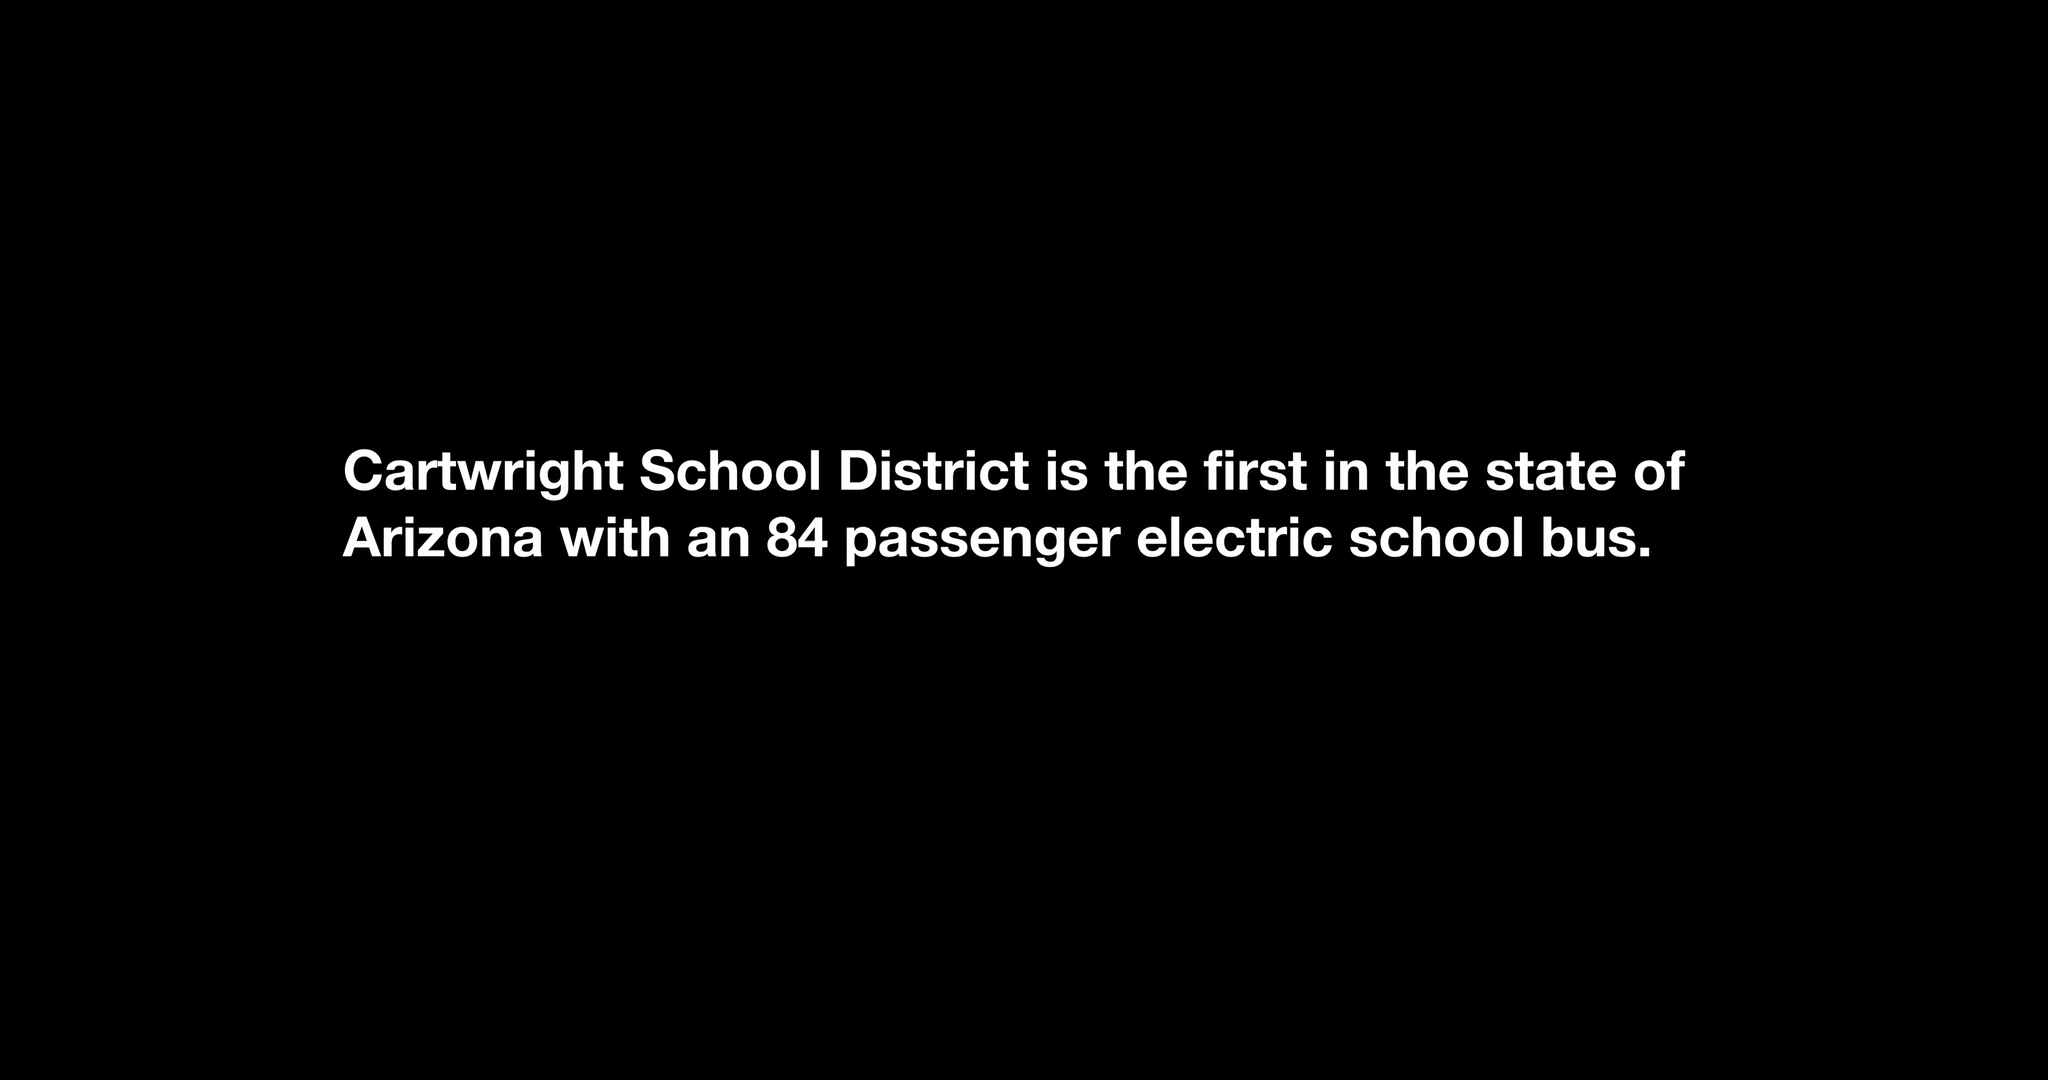 Cartwright School District is the first in the state of
Arizona with an 84 passenger electric school bus.